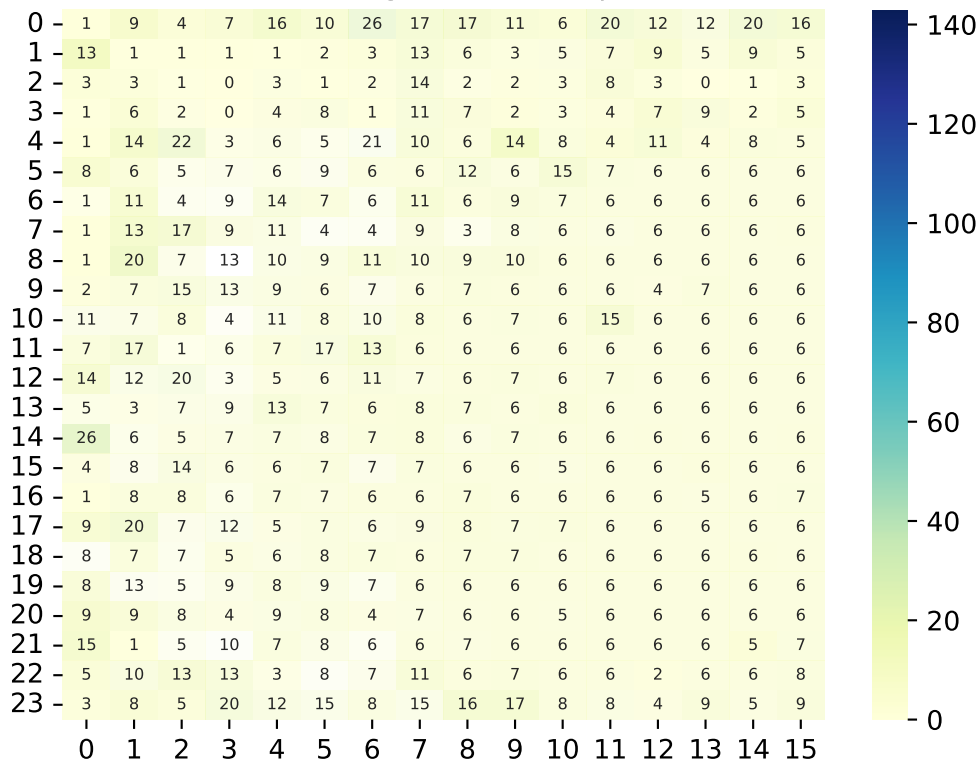 0 1 9 4 7 16 10 26 17 17 11 6 20 12 12 20 16
1 13 1 1 1 1 2 3 13 6 3 5 7 9 5 9 5
2 3 3 1 0 3 1 2 14 2 2 3 8 3 0 1 3
3 1 6 2 0 4 8 1 11 7 2 3 4 7 9 2 5
4 1 14 22 3 6 5 21 10 6 14 8 4 11 4 8 5
5 8 6 5 7 6 9 6 6 12 6 15 7 6 6 6 6
6 1 11 4 9 14 7 6 11 6 9 7 6 6 6 6 6
7 1 13 17 9 11 4 4 9 3 8 6 6 6 6 6 6
8 1 20 7 13 10 9 11 10 9 10 6 6 6 6 6 6
9 2 7 15 13 9 6 7 6 7 6 6 6 4 7 6 6
10 11 7 8 4 11 8 10 8 6 7 6 15 6 6 6 6
11 7 17 1 6 7 17 13 6 6 6 6 6 6 6 6 6
12 14 12 20 3 5 6 11 7 6 7 6 7 6 6 6 6
13 5 3 7 9 13 7 6 8 7 6 8 6 6 6 6 6
14 26 6 5 7 7 8 7 8 6 7 6 6 6 6 6 6
15 4 8 14 6 6 7 7 7 6 6 5 6 6 6 6 6
16 1 8 8 6 7 7 6 6 7 6 6 6 6 5 6 7
17 9 20 7 12 5 7 6 9 8 7 7 6 6 6 6 6
18 8 7 7 5 6 8 7 6 7 7 6 6 6 6 6 6
19 8 13 5 9 8 9 7 6 6 6 6 6 6 6 6 6
20 9 9 8 4 9 8 4 7 6 6 5 6 6 6 6 6
21 15 1 5 10 7 8 6 6 7 6 6 6 6 6 5 7
22 5 10 13 13 3 8 7 11 6 7 6 6 2 6 6 8
23 3 8 5 20 12 15 8 15 16 17 8 8 4 9 5 9
0 1 2 3 4 5 6 7 8 9 10 11 12 13 14 15
140
120
100
80
60
40
20
0